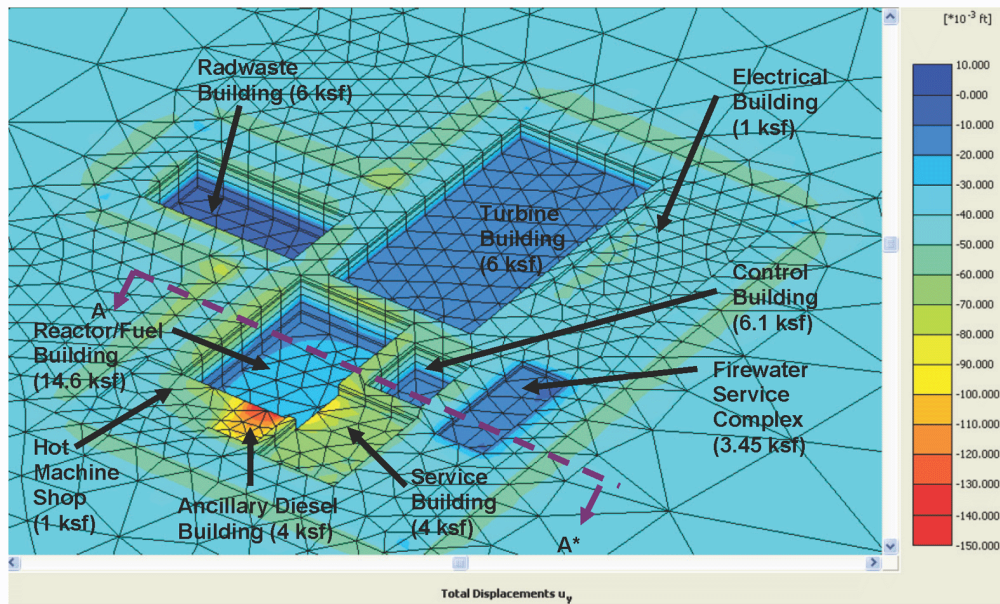 [*10⁻³ ft]
Radwaste
Building (6 ksf)
Electrical
Building
(1 ksf)
Turbine
Building
(6 ksf)
Control
Building
(6.1 ksf)
A
Reactor/Fuel
Building
(14.6 ksf)
Firewater
Service
Complex
(3.45 ksf)
Hot
Machine
Shop
(1 ksf)
Ancillary Diesel
Building (4 ksf)
Service
Building
(4 ksf)
A*
10.000
-0.000
-10.000
-20.000
-30.000
-40.000
-50.000
-60.000
-70.000
-80.000
-90.000
-100.000
-110.000
-120.000
-130.000
-140.000
-150.000
Total Displacements uy